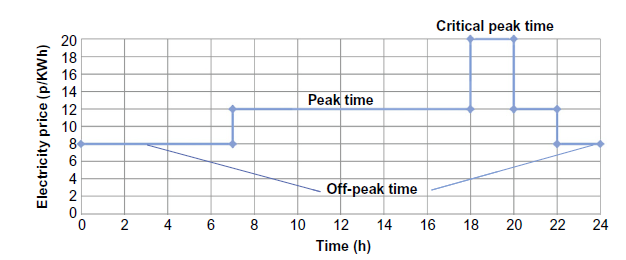 Critical peak time
Electricity price (p/KWh)
20
18
16
14
12
10
8
6
4
2
0
Peak time
Off-peak time
0 2 4 6 8 10 12 14 16 18 20 22 24
Time (h)